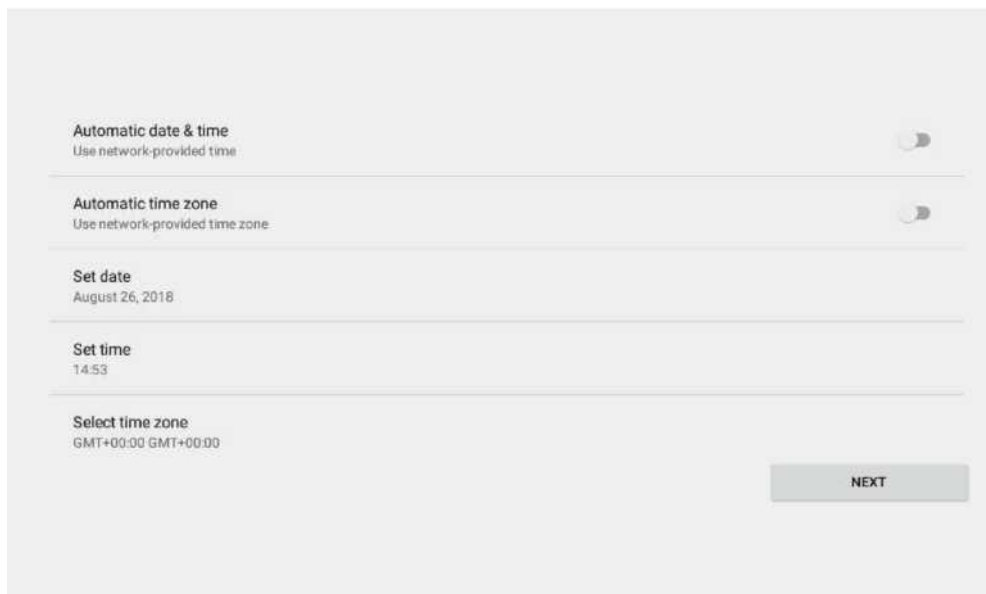 Automatic date & time
Use network-provided time
Automatic time zone
Use network-provided time zone
Set date
August 26, 2018
Set time
14:53
Select time zone
GMT+00:00 GMT+00:00
NEXT